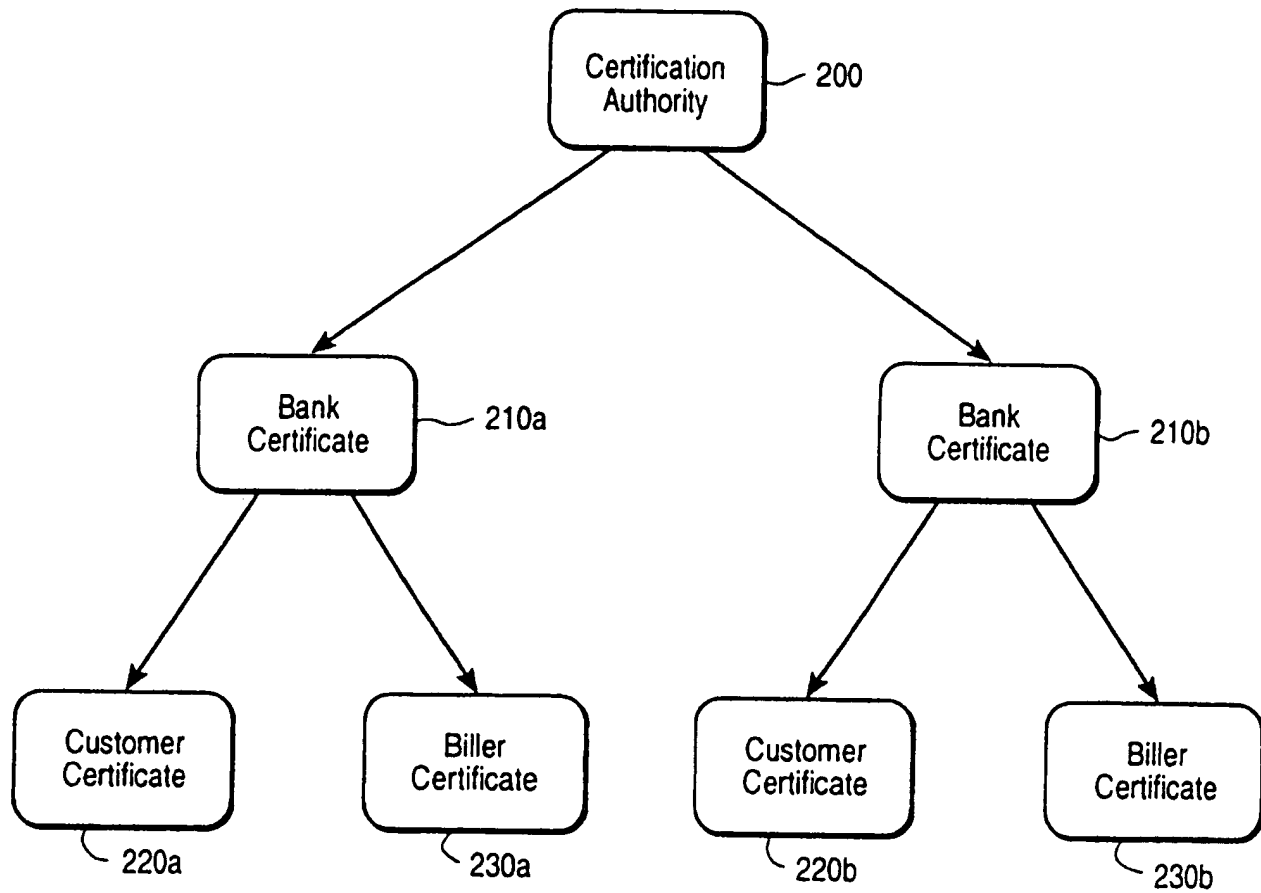 Certification
Authority
200
Bank
Certificate
210a
Bank
Certificate
210b
Customer
Certificate
220a
Biller
Certificate
230a
Customer
Certificate
220b
Biller
Certificate
230b